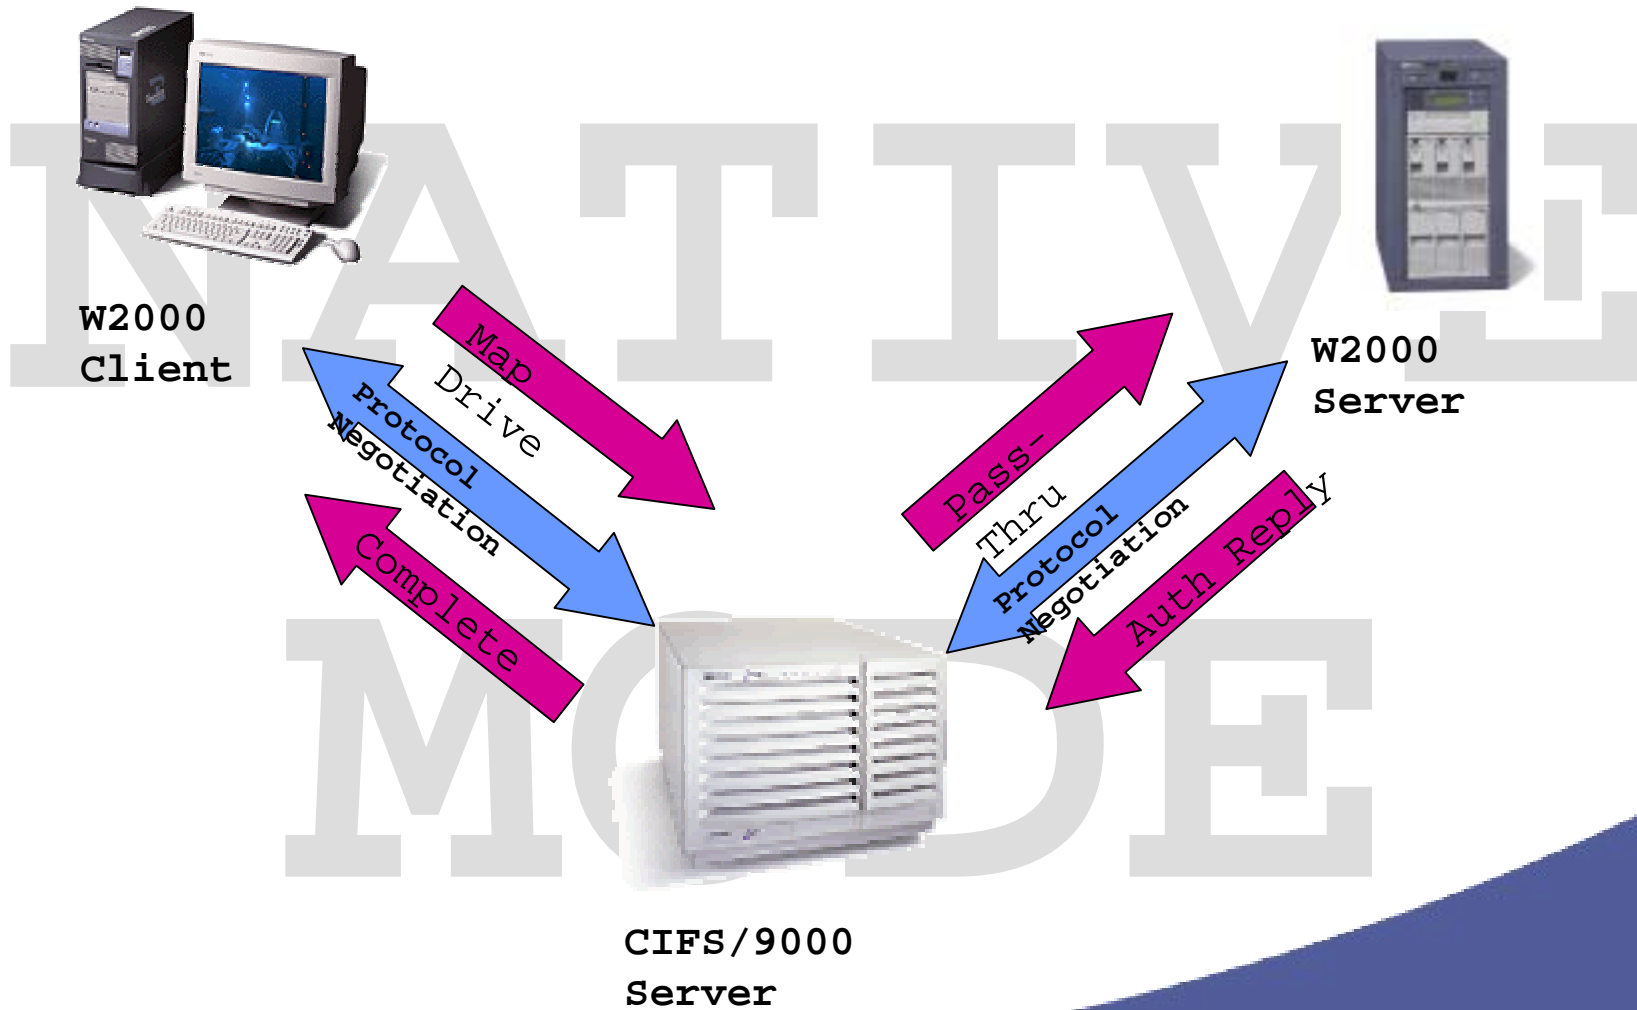 NATIVE
MODE
W2000
Client
Map
Drive
Protocol
Negotiation
Complete
Pass-
Thru
Protocol
Negotiation
Auth Reply
W2000
Server
CIFS/9000
Server